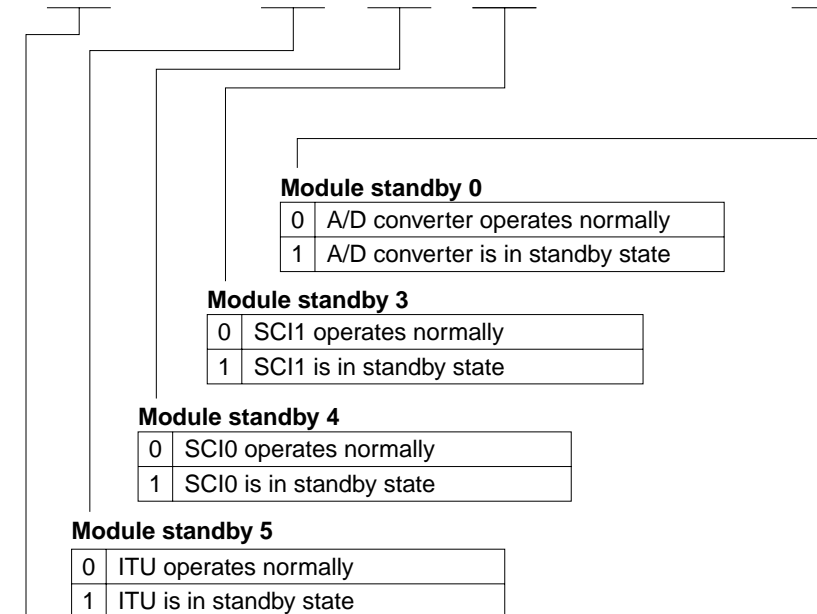 Module standby 0
0 A/D converter operates normally
1 A/D converter is in standby state
Module standby 3
0 SCI1 operates normally
1 SCI1 is in standby state
Module standby 4
0 SCI0 operates normally
1 SCI0 is in standby state
Module standby 5
0 ITU operates normally
1 ITU is in standby state